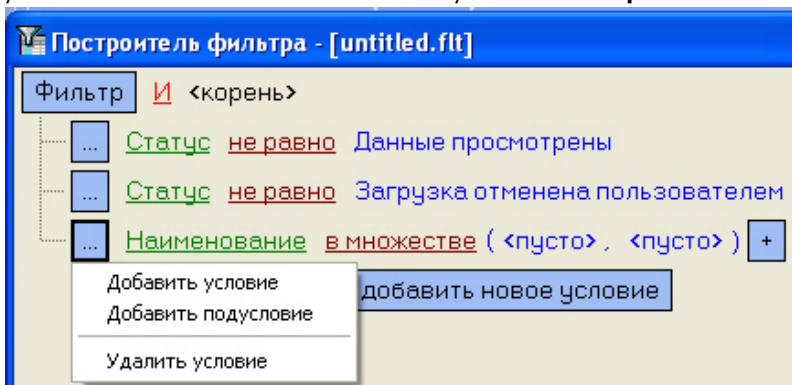 Построитель фильтра - [untitled.flt]
Фильтр И <корень>
... Статус не равно Данные просмотрены
... Статус не равно Загрузка отменена пользователем
... Наименование в множестве ( <пусто> , <пусто> ) +
Добавить условие
добавить новое условие
Добавить подусловие
Удалить условие